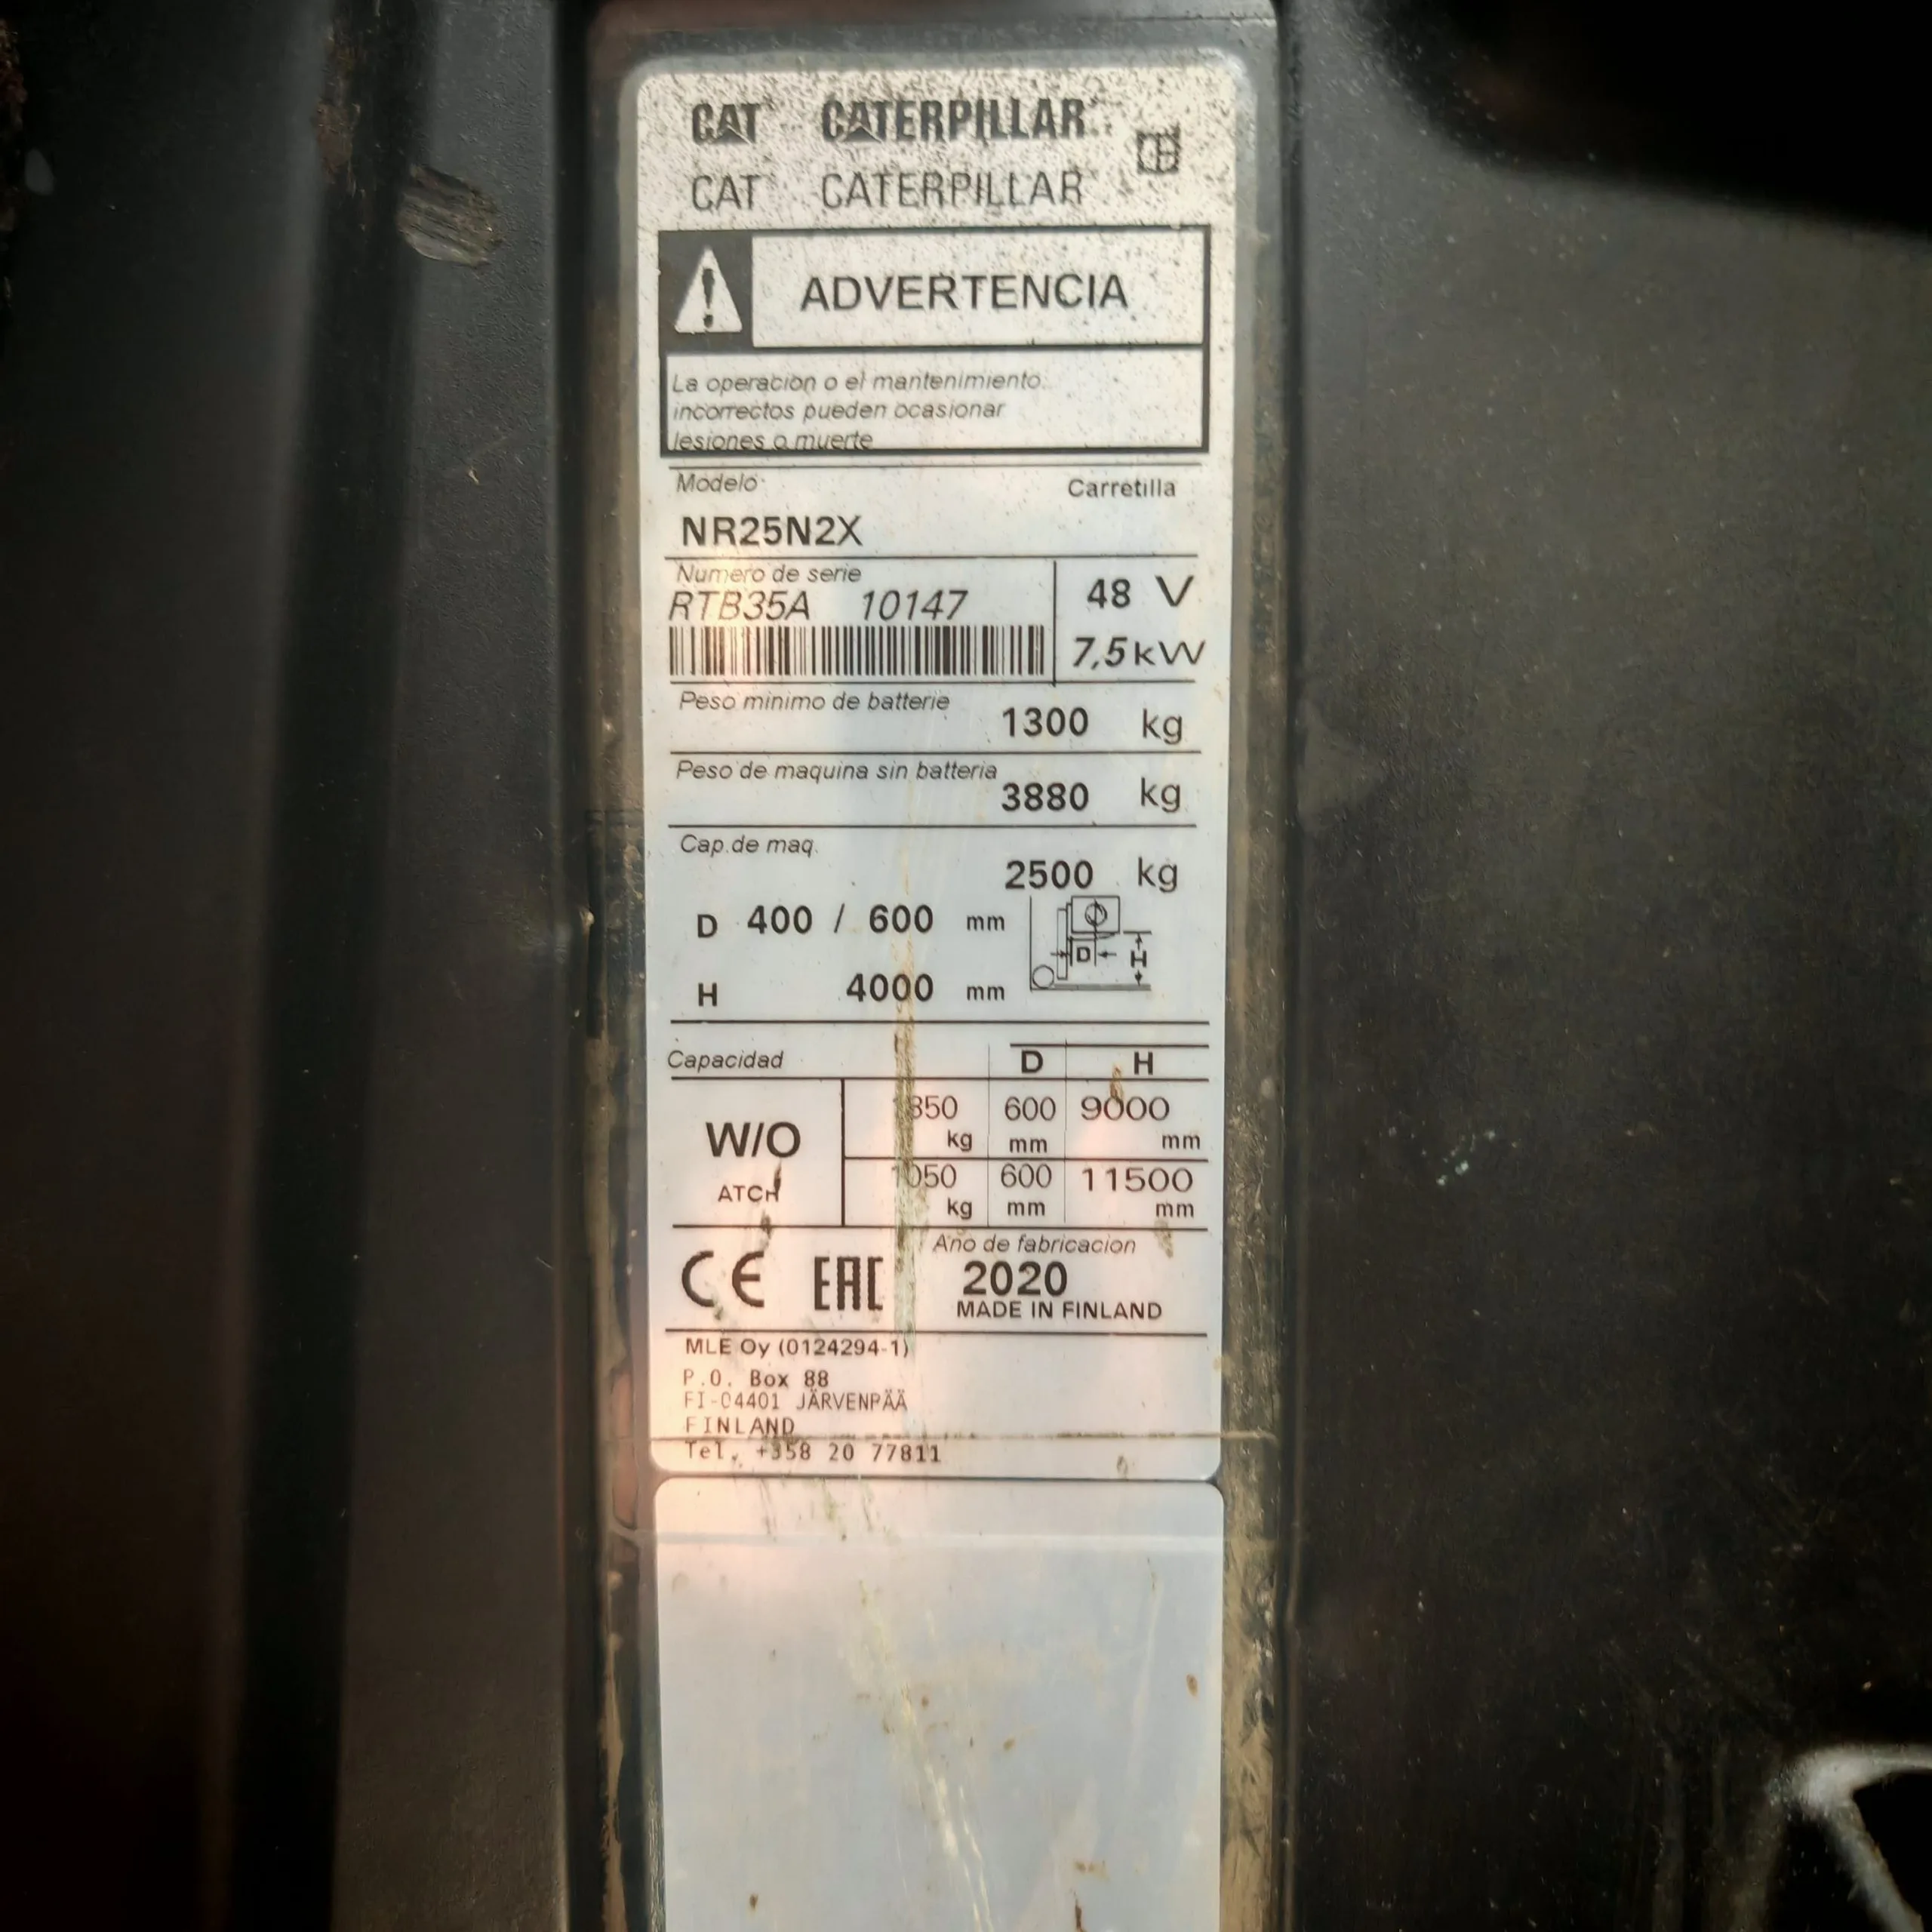 CAT CATERPILLAR
CAT CATERPILLAR
ADVERTENCIA
La operacion o el mantenimiento
incorrectos pueden ocasionar
lesiones o muerte
Modelo Carretilla
NR25N2X
Numero de serie
RTB35A 10147
48 V
7,5 kW
Peso minimo de batterie
1300 kg
Peso de maquina sin batteria
3880 kg
Cap.de maq.
2500 kg
D 400 / 600 mm
D
H
H 4000 mm
Capacidad D H
W/O
ATCH
600 9000
kg mm mm
1050 600 11500
kg mm mm
CE EAC
Ano de fabricacion
2020
MADE IN FINLAND
MLE Oy (0124294-1)
P.O. Box 88
FI-04401 JÄRVENPÄÄ
FINLAND
Tel. +358 20 77811